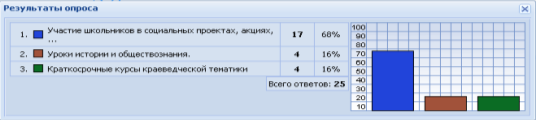 Результаты опроса
1. Участие школьников в социальных проектах, акциях, ... 17 68%
2. Уроки истории и обществознания. 4 16%
3. Краткосрочные курсы краеведческой тематики 4 16%
Всего ответов: 25
100
90
80
70
60
50
40
30
20
10